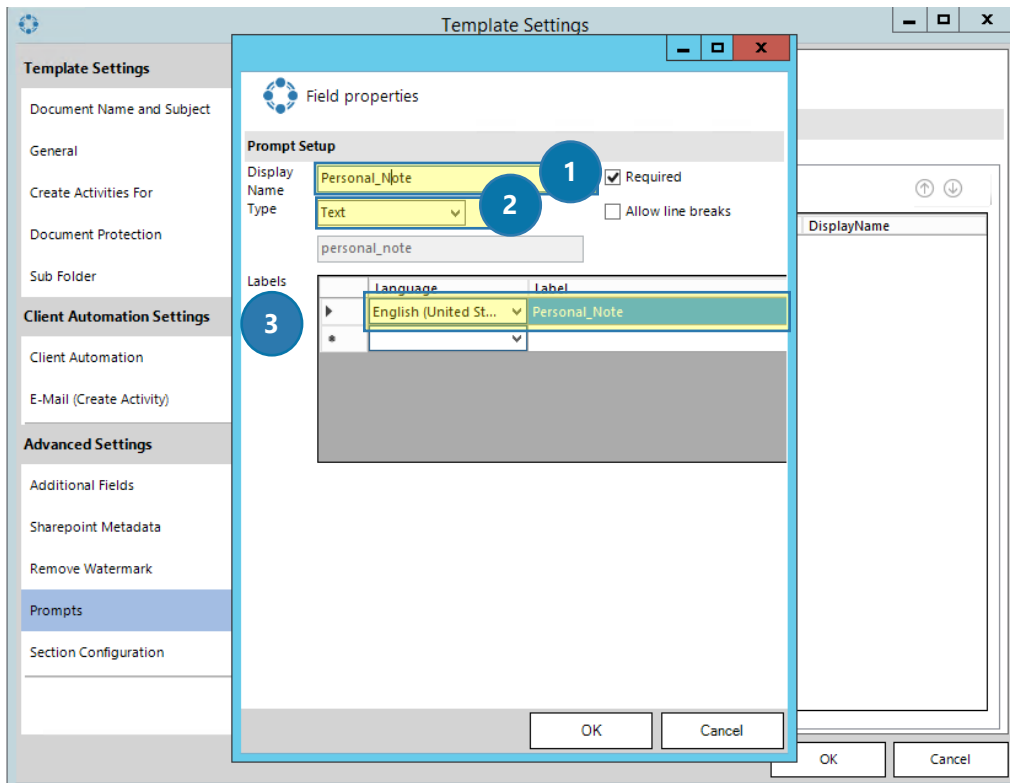 Template Settings
Template Settings
Document Name and Subject
General
Create Activities For
Document Protection
Sub Folder
Client Automation Settings
Client Automation
E-Mail (Create Activity)
Advanced Settings
Additional Fields
Sharepoint Metadata
Remove Watermark
Prompts
Section Configuration
Field properties
Prompt Setup
Display Name
Personal_Note
1
Required
Type
Text
2
Allow line breaks
personal_note
Labels
Language Label
3
English (United St... Personal_Note
OK Cancel
DisplayName
OK Cancel